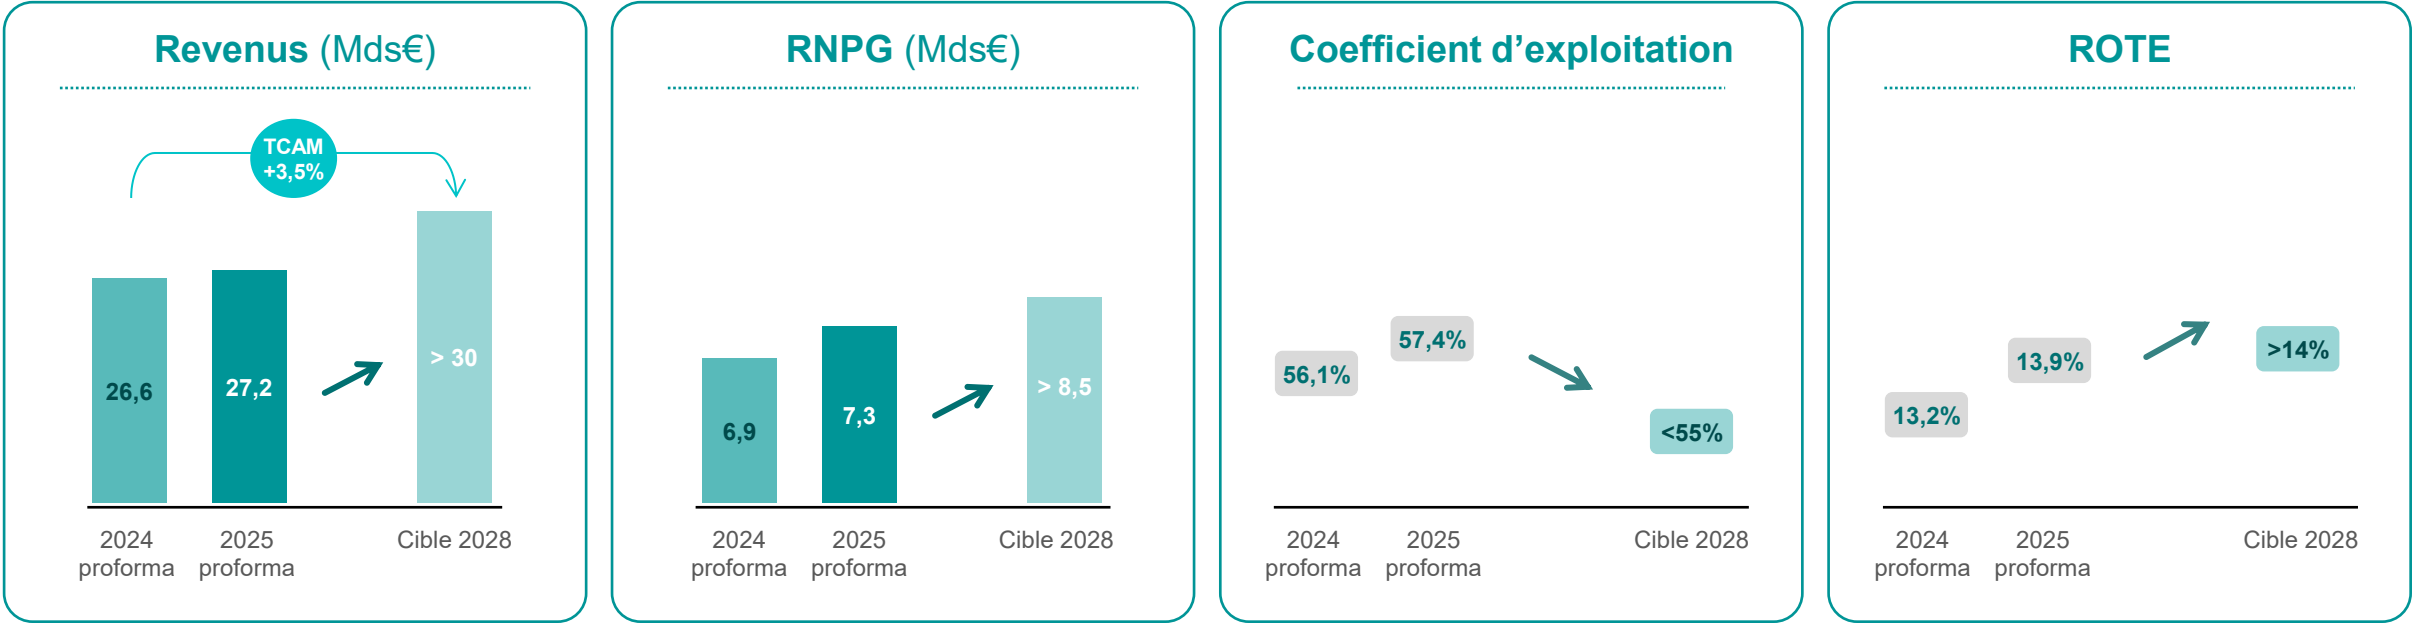 Revenus (Mds€)
TCAM
+3,5%
26,6
27,2
> 30
2024
proforma
2025
proforma
Cible 2028
RNPG (Mds€)
6,9
7,3
> 8,5
2024
proforma
2025
proforma
Cible 2028
Coefficient d’exploitation
56,1%
57,4%
<55%
2024
proforma
2025
proforma
Cible 2028
ROTE
13,2%
13,9%
>14%
2024
proforma
2025
proforma
Cible 2028